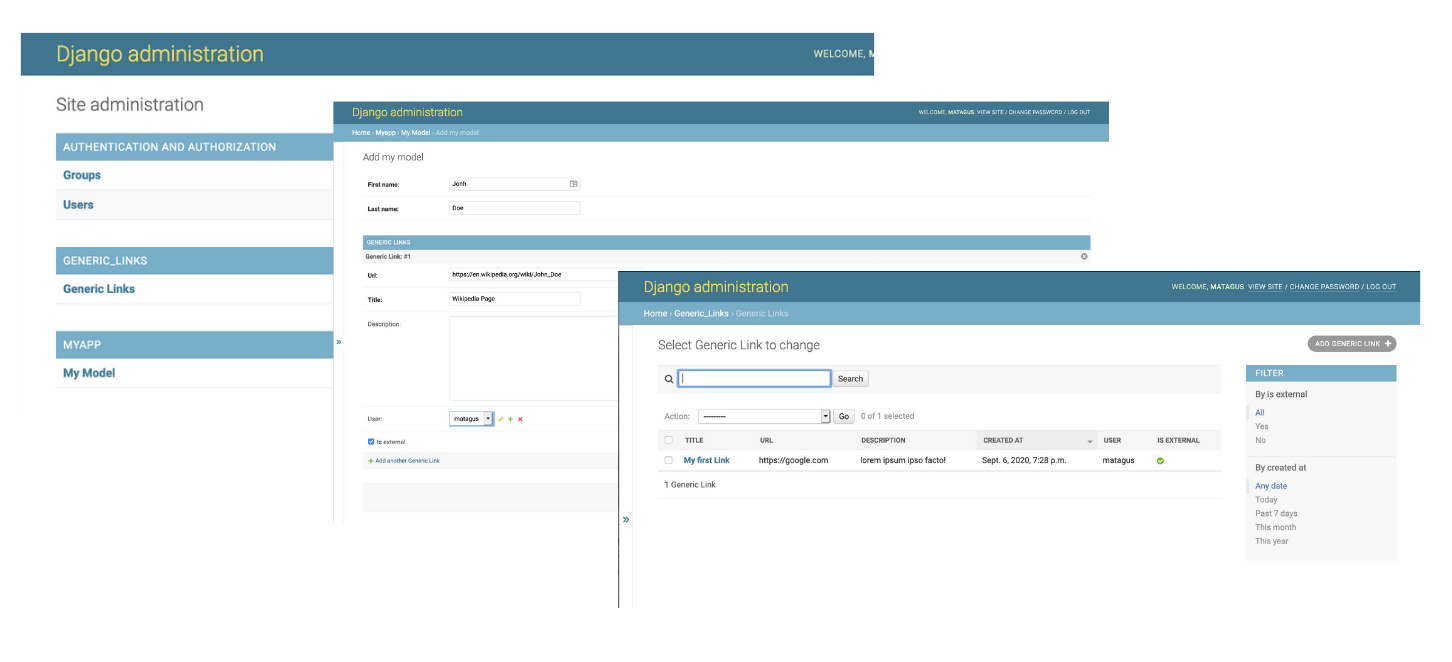 Django administration
WELCOME, M
Site administration
AUTHENTICATION AND AUTHORIZATION
Groups
Users
GENERIC_LINKS
Generic Links
MYAPP
My Model
Django administration
WELCOME, MATAGUS. VIEW SITE / CHANGE PASSWORD / LOG OUT
Home › Myapp › My Model › Add my model
Add my model
First name: Jonh
Last name: Doe
GENERIC LINKS
Generic Link: #1
Url: https://en.wikipedia.org/wiki/John_Doe
Title: Wikipedia Page
Description:
»
User: matagus
Is external
Add another Generic Link
Django administration
WELCOME, MATAGUS. VIEW SITE / CHANGE PASSWORD / LOG OUT
Home › Generic_Links › Generic Links
Select Generic Link to change
ADD GENERIC LINK +
Search
Action: --------- Go 0 of 1 selected
TITLE URL DESCRIPTION CREATED AT USER IS EXTERNAL
My first Link https://google.com lorem ipsum ipso facto! Sept. 6, 2020, 7:28 p.m. matagus
1 Generic Link
»
FILTER
By is external
All
Yes
No
By created at
Any date
Today
Past 7 days
This month
This year